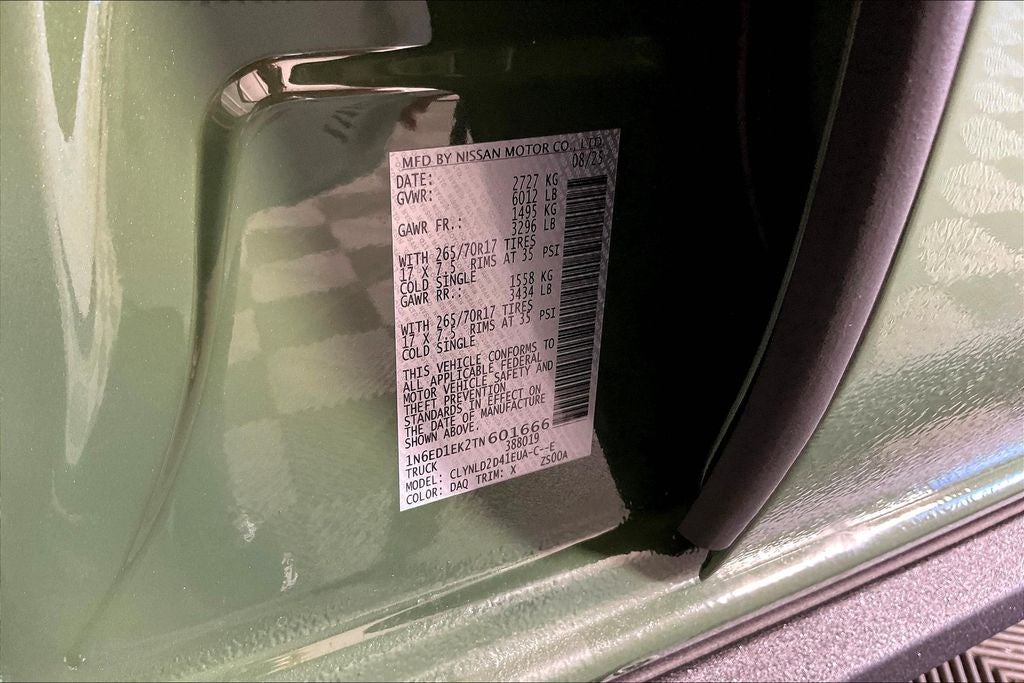 MFD BY NISSAN MOTOR CO., LTD
DATE: 08/25
GVWR: 2727 KG
6012 LB
GAWR FR.: 1495 KG
3296 LB
WITH 265/70R17 TIRES
17 X 7.5 RIMS AT 35 PSI
COLD SINGLE
GAWR RR.: 1558 KG
3434 LB
WITH 265/70R17 TIRES
17 X 7.5 RIMS AT 35 PSI
COLD SINGLE
THIS VEHICLE CONFORMS TO
ALL APPLICABLE FEDERAL
MOTOR VEHICLE SAFETY AND
THEFT PREVENTION
STANDARDS IN EFFECT ON
THE DATE OF MANUFACTURE
SHOWN ABOVE.
1N6ED1EK2TN601666
TRUCK 388019
MODEL: CLYNLD2D41EUA-C--E
COLOR: DAQ TRIM: X ZS00A